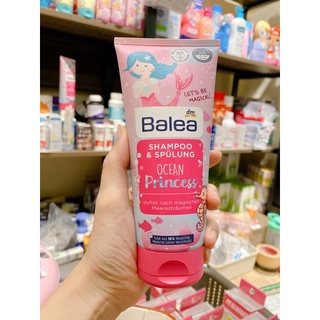 LET'S BE
MAGICAL!
dm
Balea
SHAMPOO
& SPÜLUNG
OCEAN
Princess
duftet nach magischen
Meeresträumen